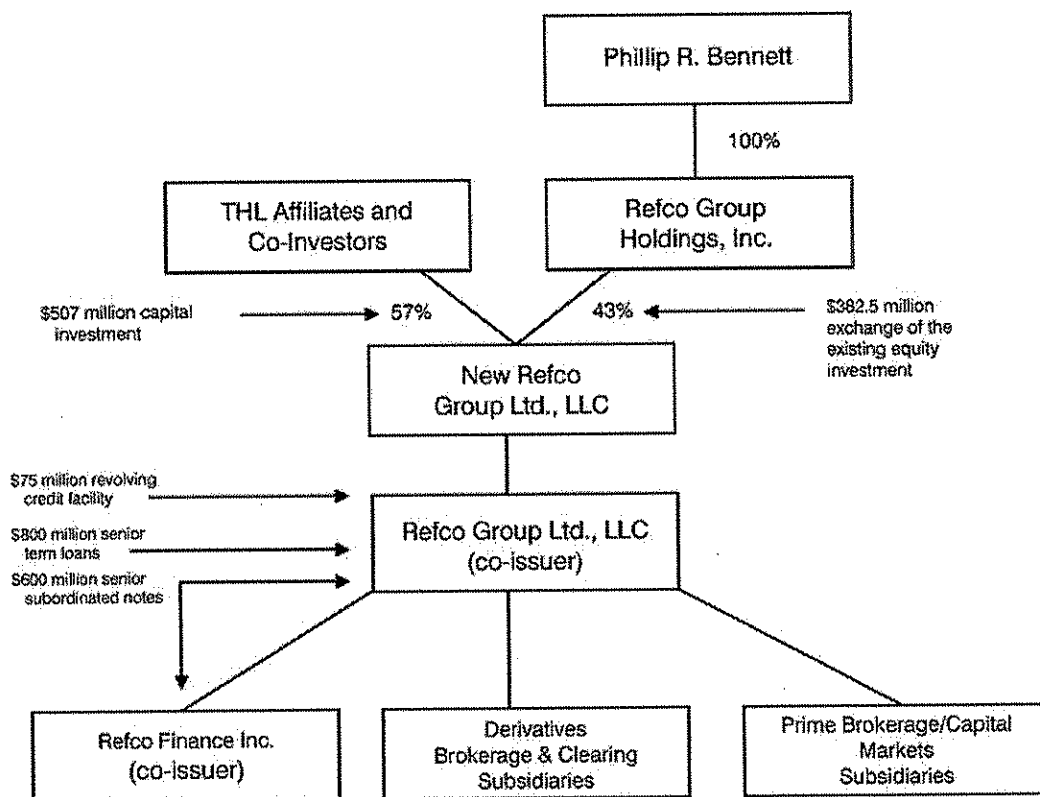 Phillip R. Bennett
100%
THL Affiliates and
Co-Investors
Refco Group
Holdings, Inc.
$507 million capital
investment
57%
43%
$382.5 million
exchange of the
existing equity
investment
New Refco
Group Ltd., LLC
$75 million revolving
credit facility
$800 million senior
term loans
$600 million senior
subordinated notes
Refco Group Ltd., LLC
(co-issuer)
Refco Finance Inc.
(co-issuer)
Derivatives
Brokerage & Clearing
Subsidiaries
Prime Brokerage/Capital
Markets
Subsidiaries